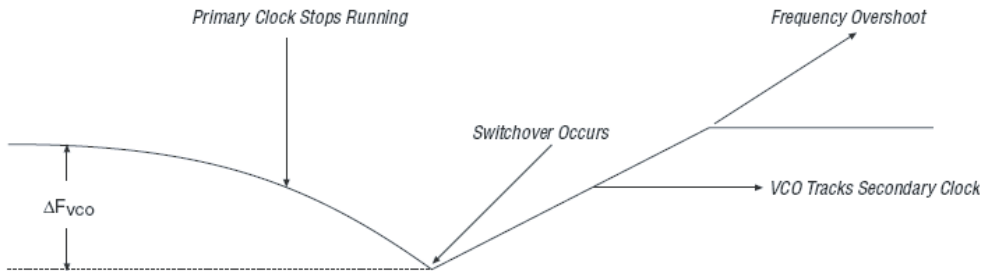 Primary Clock Stops Running
Frequency Overshoot
Switchover Occurs
VCO Tracks Secondary Clock
ΔFVCO